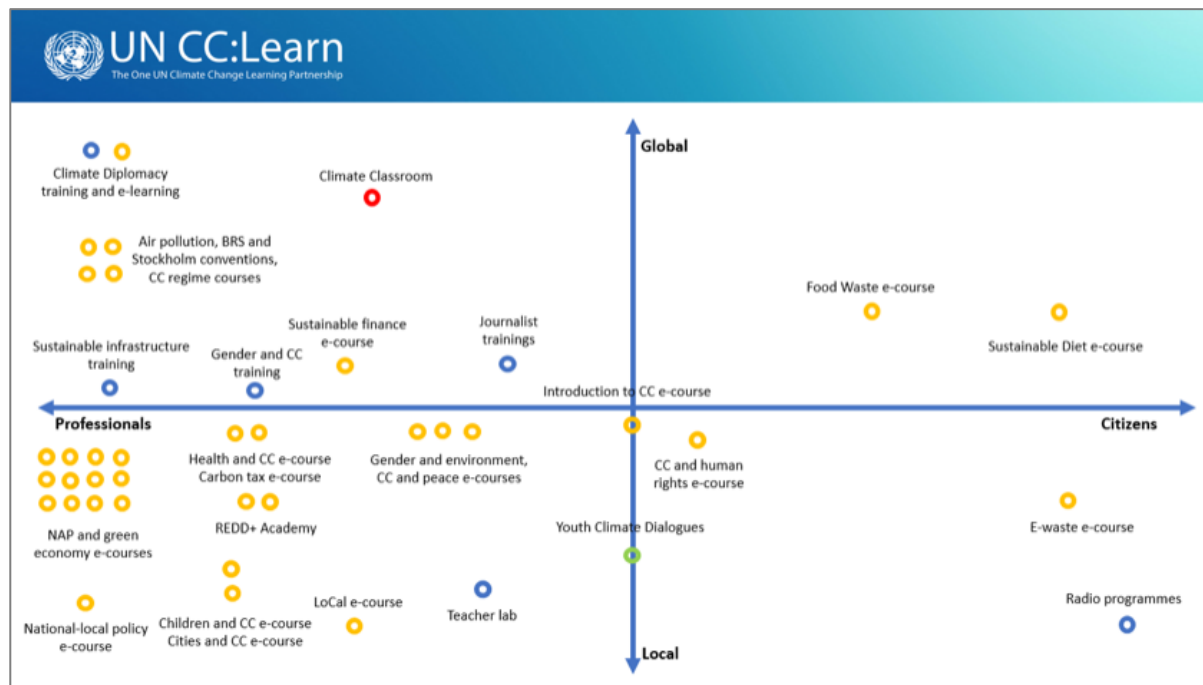 UN CC:Learn
The One UN Climate Change Learning Partnership
Global
Climate Diplomacy
training and e-learning
Climate Classroom
Air pollution, BRS and
Stockholm conventions,
CC regime courses
Food Waste e-course
Sustainable Diet e-course
Sustainable finance
e-course
Journalist
trainings
Sustainable infrastructure
training
Gender and CC
training
Introduction to CC e-course
Professionals
Citizens
Health and CC e-course
Carbon tax e-course
Gender and environment,
CC and peace e-courses
CC and human
rights e-course
NAP and green
economy e-courses
REDD+ Academy
Youth Climate Dialogues
E-waste e-course
National-local policy
e-course
Children and CC e-course
Cities and CC e-course
LoCal e-course
Teacher lab
Radio programmes
Local